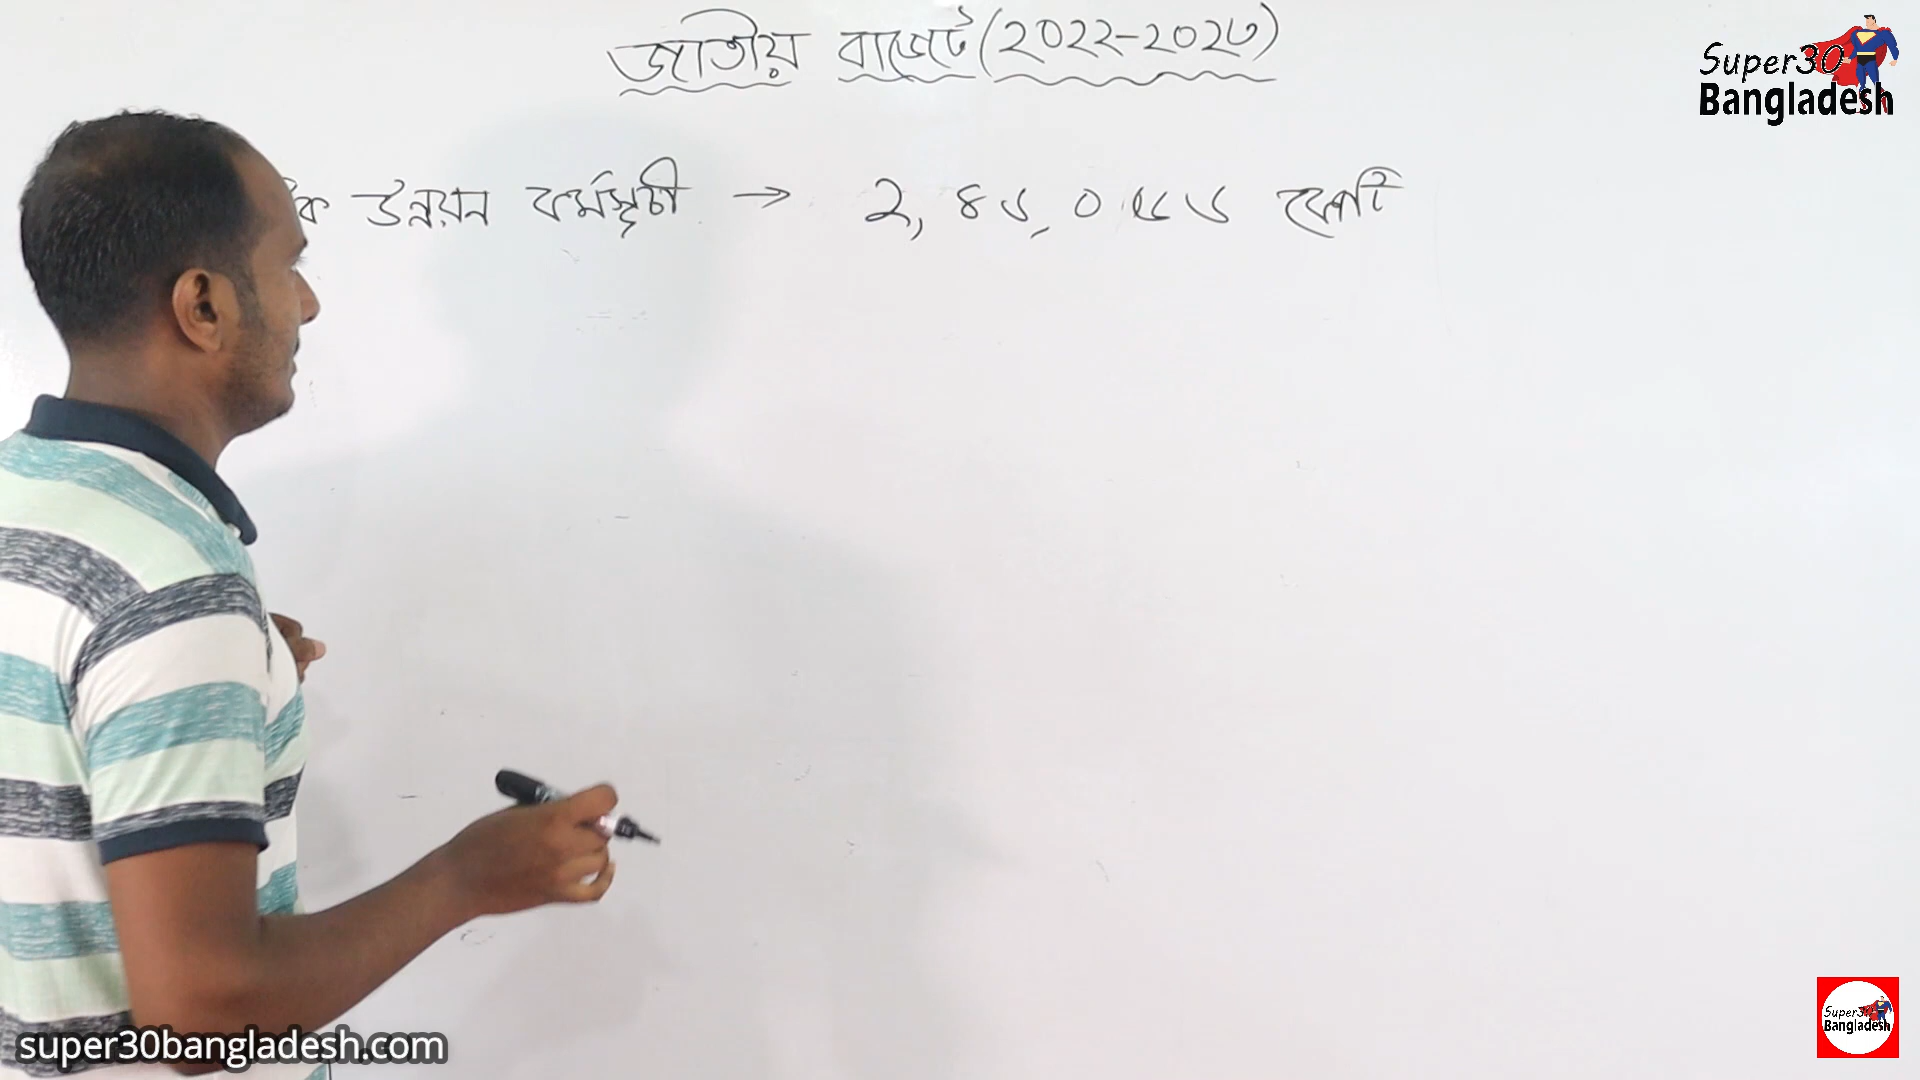 জাতীয় বাজেট (২০২২-২০২৩)
Super30
Bangladesh
ক উন্নয়ন কর্মসূচী → ২,৪৬,০৬৬ কোটি
Super30
Bangladesh
super30bangladesh.com